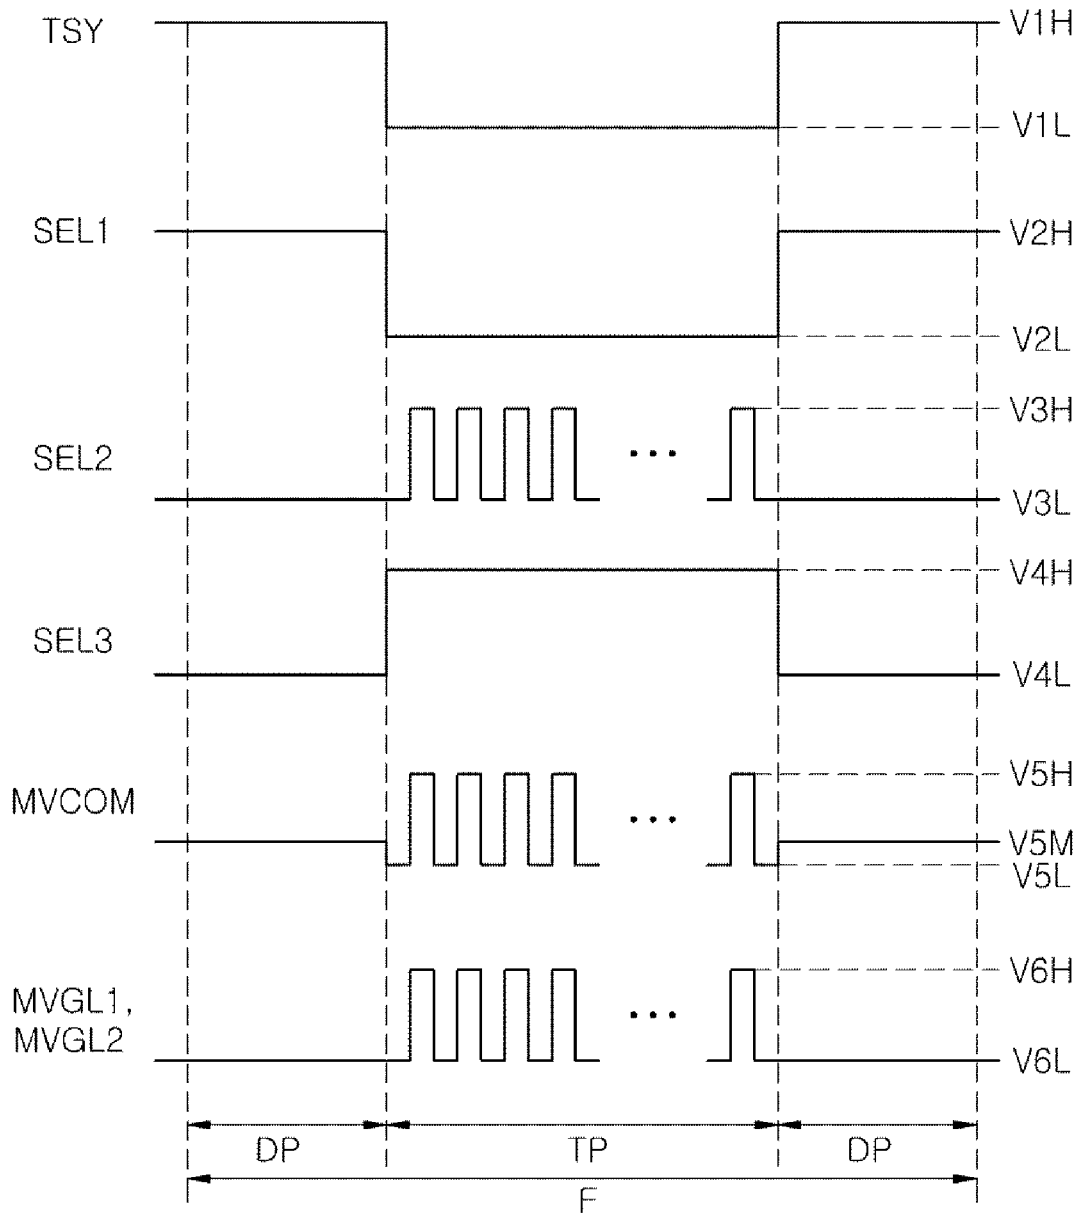 TSY
V1H
V1L
SEL1
V2H
V2L
V3H
SEL2
V3L
V4H
SEL3
V4L
V5H
MVCOM
V5M
V5L
V6H
MVGL1,
MVGL2
V6L
DP TP DP
F